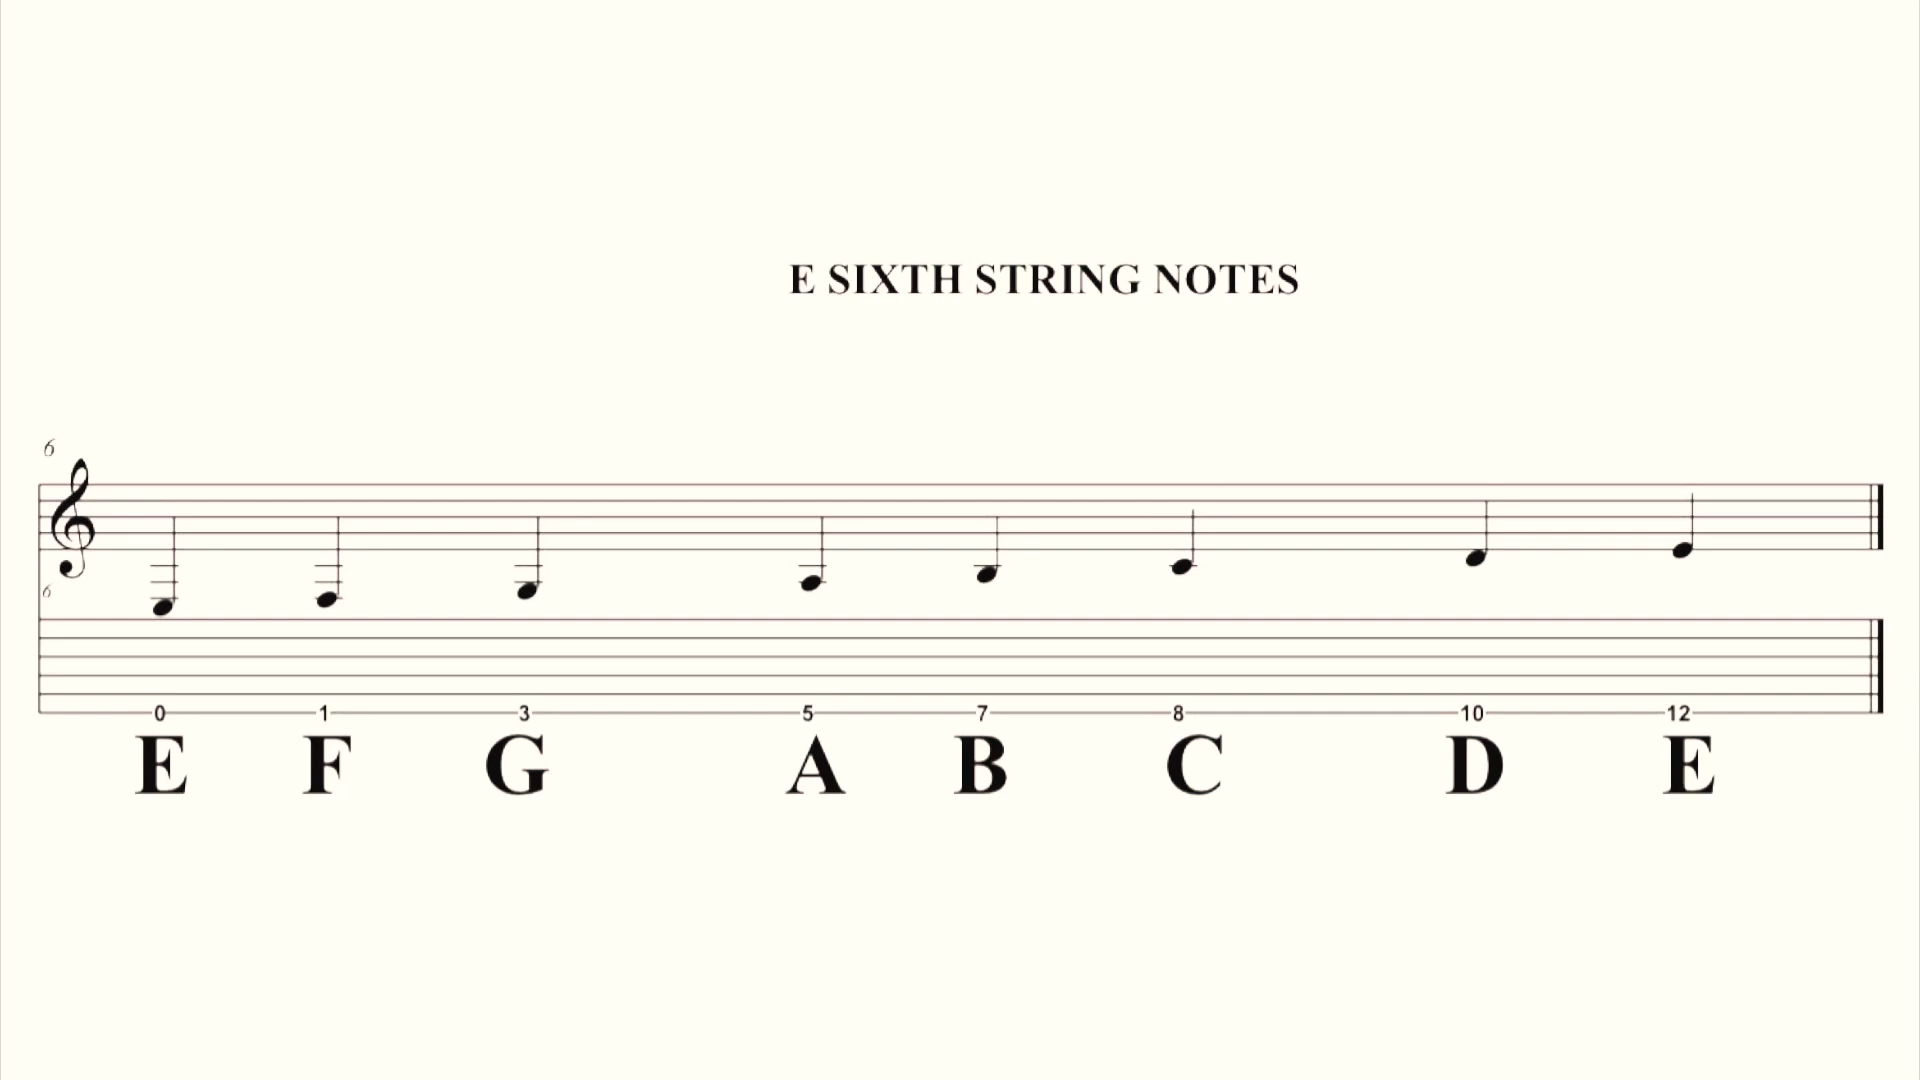 E SIXTH STRING NOTES
6
6
0 1 3 5 7 8 10 12
E F G A B C D E